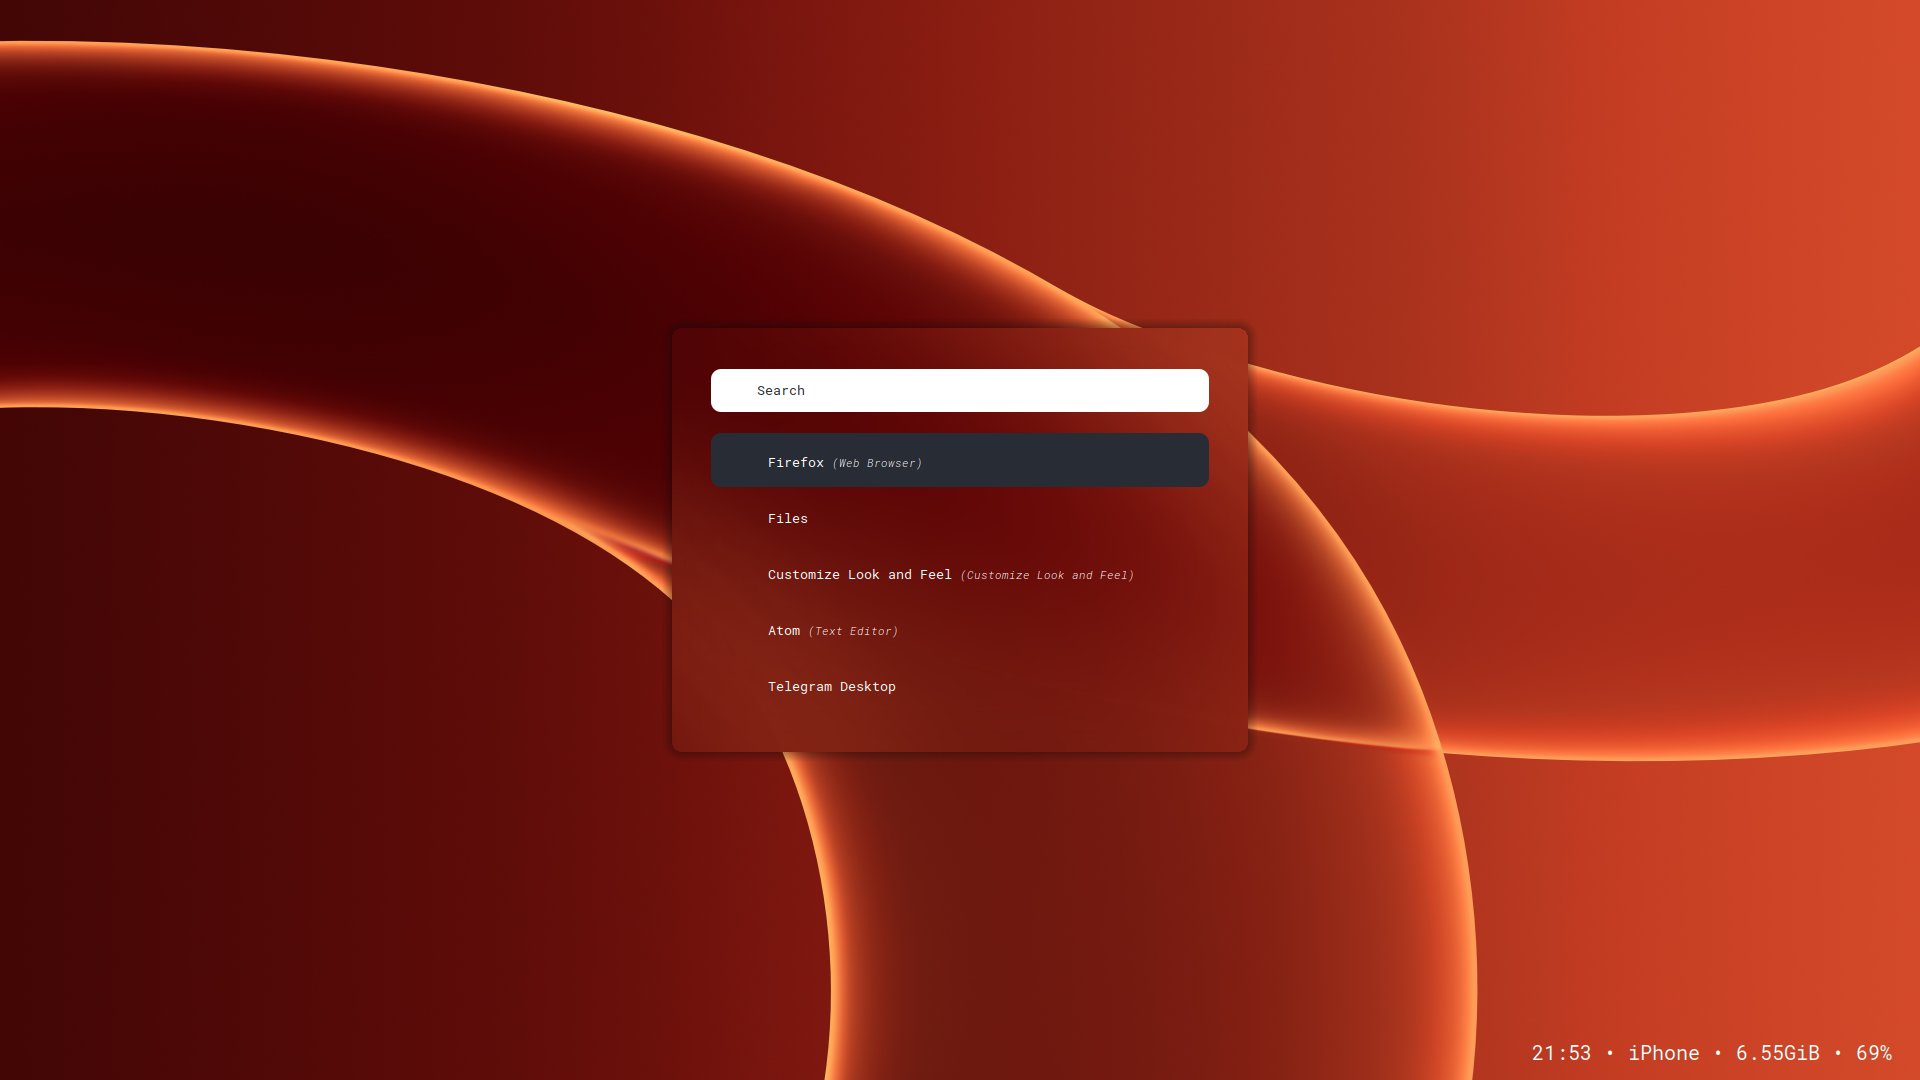 Search
Firefox (Web Browser)
Files
Customize Look and Feel (Customize Look and Feel)
Atom (Text Editor)
Telegram Desktop
21:53 • iPhone • 6.55GiB • 69%